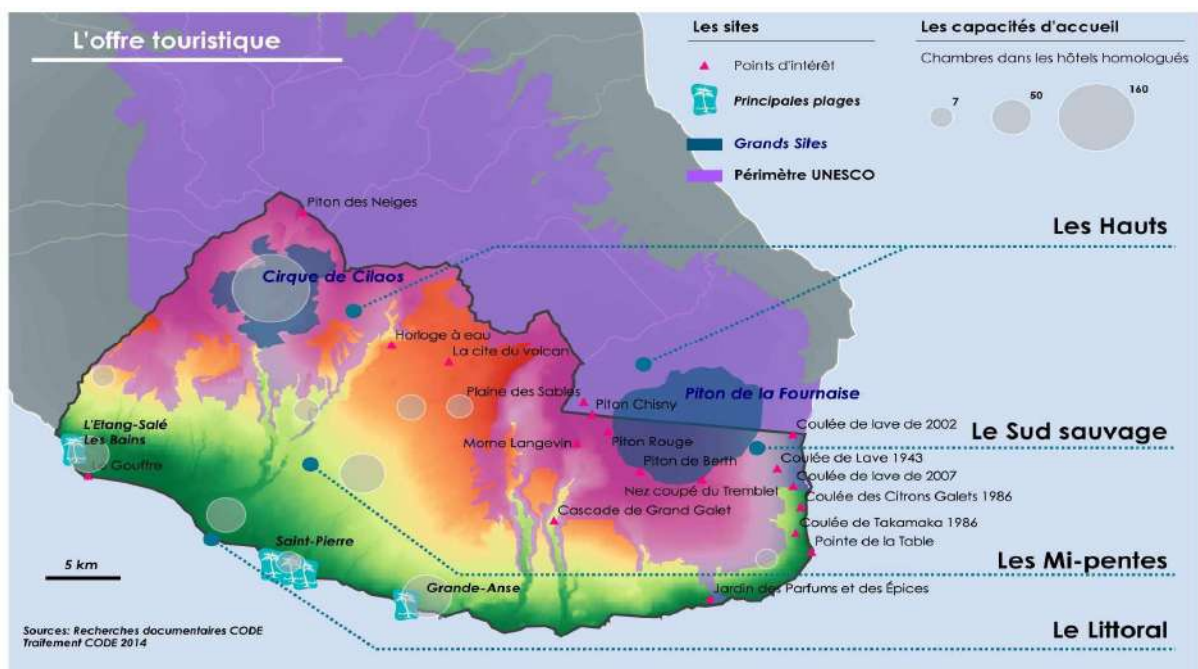 L'offre touristique
Les sites
Points d'intérêt
Principales plages
Grands Sites
Périmètre UNESCO
Les capacités d'accueil
Chambres dans les hôtels homologués
7
50
160
Les Hauts
Piton des Neiges
Cirque de Cilaos
Horloge à eau
La cite du volcan
Plaine des Sables
Piton Chisny
Piton de la Fournaise
Piton Rouge
Morne Langevin
Piton de Berth
Nez coupé du Tremblet
Cascade de Grand Galet
Coulée de lave de 2002
Le Sud sauvage
Coulée de Lave 1943
Coulée de lave de 2007
Coulée des Citrons Galets 1986
Coulée de Takamaka 1986
Pointe de la Table
L'Etang-Salé
Les Bains
Le Gouffre
Saint-Pierre
Grande-Anse
Jardin des Parfums et des Épices
Les Mi-pentes
Le Littoral
5 km
Sources: Recherches documentaires CODE
Traitement CODE 2014